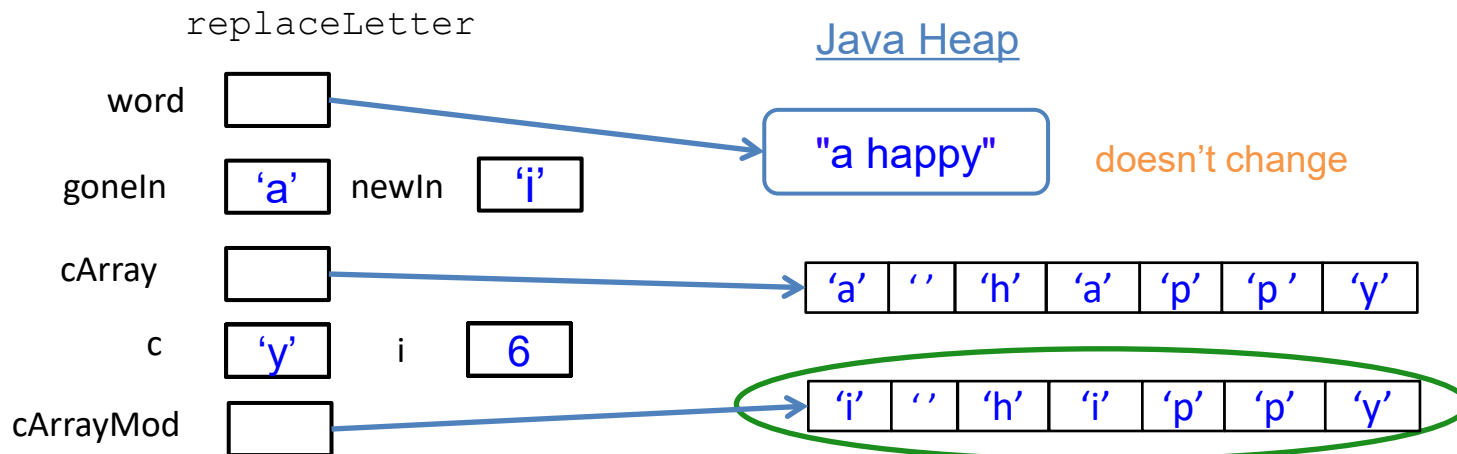 replaceLetter
Java Heap
word
"a happy" doesn’t change
goneIn ‘a’ newIn ‘i’
cArray
‘a’ ‘ ’ ‘h’ ‘a’ ‘p’ ‘p ’ ‘y’
c ‘y’ i 6
cArrayMod
‘i’ ‘ ’ ‘h’ ‘i’ ‘p’ ‘p’ ‘y’